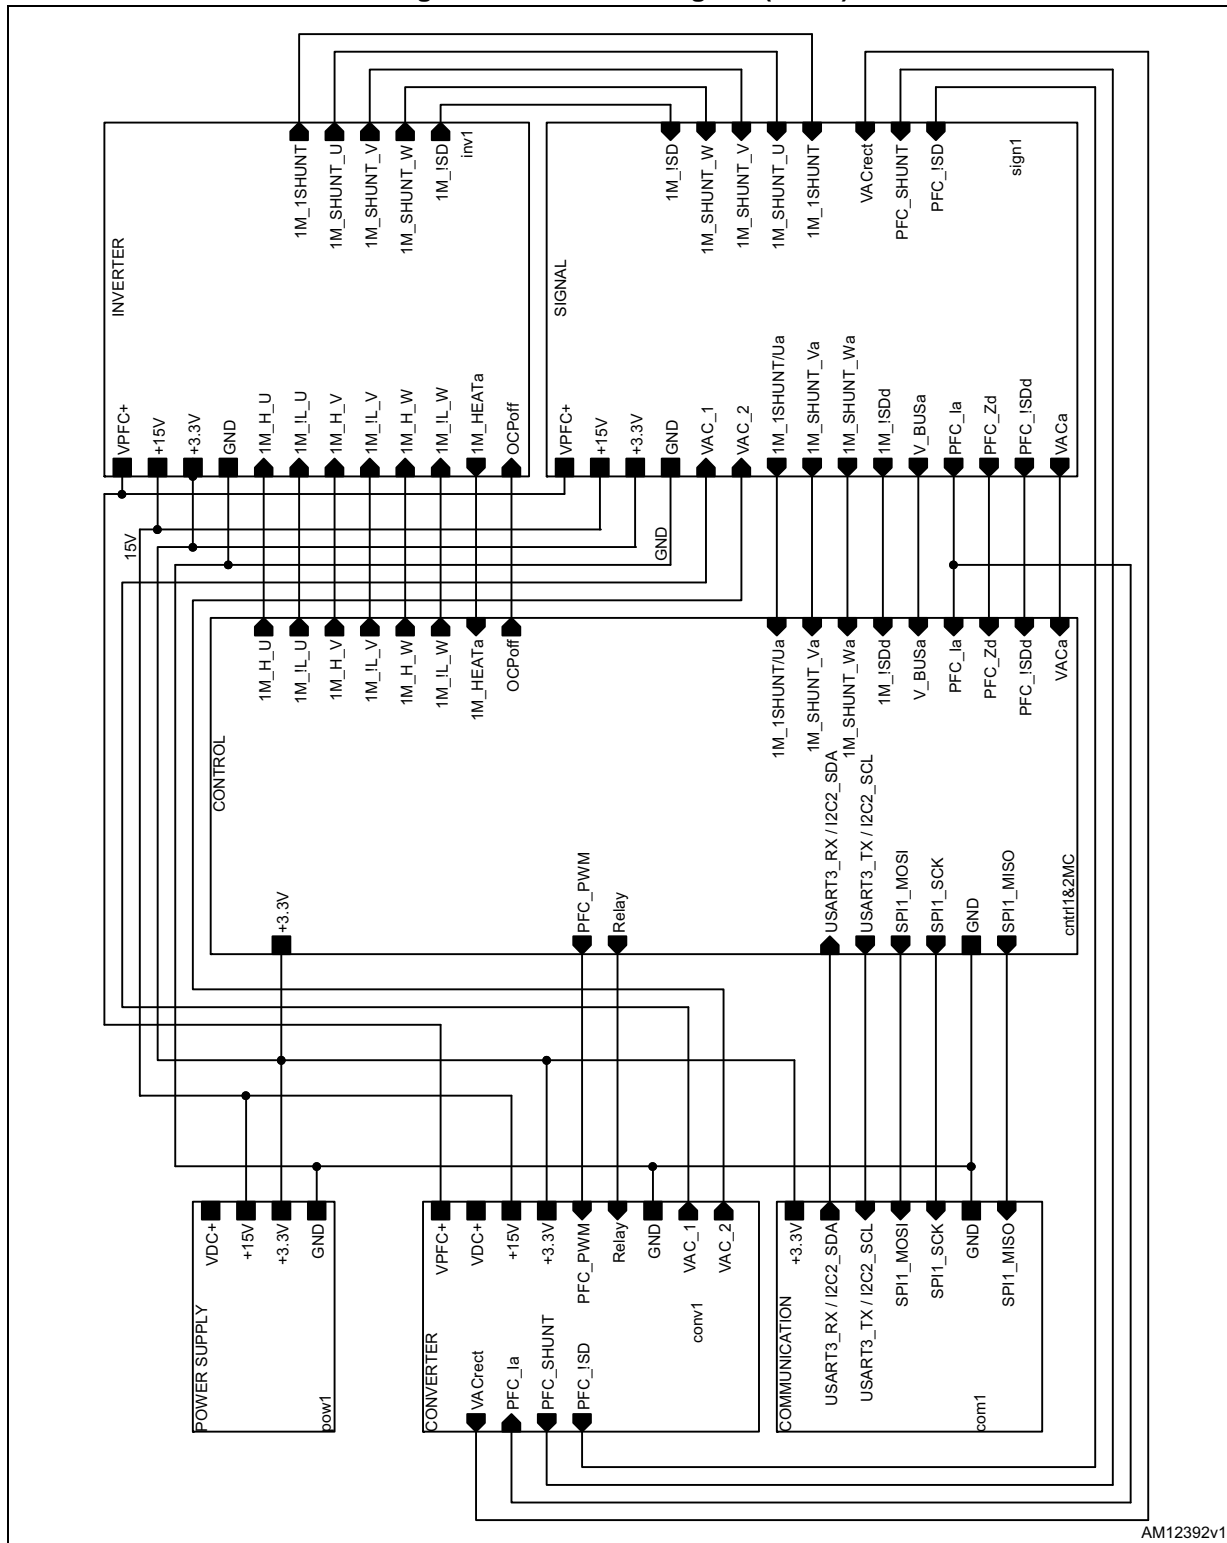 INVERTER
inv1
1M_1SHUNT
1M_SHUNT_U
1M_SHUNT_V
1M_SHUNT_W
1M_!SD
VPFC+
+15V
+3.3V
GND
1M_H_U
1M_!L_U
1M_H_V
1M_!L_V
1M_H_W
1M_!L_W
1M_HEATa
OCPoff
SIGNAL
sign1
1M_!SD
1M_SHUNT_W
1M_SHUNT_V
1M_SHUNT_U
1M_1SHUNT
VACrect
PFC_SHUNT
PFC_!SD
VPFC+
+15V
+3.3V
GND
VAC_1
VAC_2
1M_1SHUNT/Ua
1M_SHUNT_Va
1M_SHUNT_Wa
1M_!SDd
V_BUSa
PFC_Ia
PFC_Zd
PFC_!SDd
VACa
15V
GND
CONTROL
cntrl1&2MC
1M_H_U
1M_!L_U
1M_H_V
1M_!L_V
1M_H_W
1M_!L_W
1M_HEATa
OCPoff
1M_1SHUNT/Ua
1M_SHUNT_Va
1M_SHUNT_Wa
1M_!SDd
V_BUSa
PFC_Ia
PFC_Zd
PFC_!SDd
VACa
+3.3V
PFC_PWM
Relay
USART3_RX / I2C2_SDA
USART3_TX / I2C2_SCL
SPI1_MOSI
SPI1_SCK
GND
SPI1_MISO
POWER SUPPLY
pow1
VDC+
+15V
+3.3V
GND
CONVERTER
conv1
VPFC+
VDC+
+15V
+3.3V
PFC_PWM
Relay
GND
VAC_1
VAC_2
VACrect
PFC_Ia
PFC_SHUNT
PFC_!SD
COMMUNICATION
com1
+3.3V
USART3_RX / I2C2_SDA
USART3_TX / I2C2_SCL
SPI1_MOSI
SPI1_SCK
GND
SPI1_MISO
AM12392v1